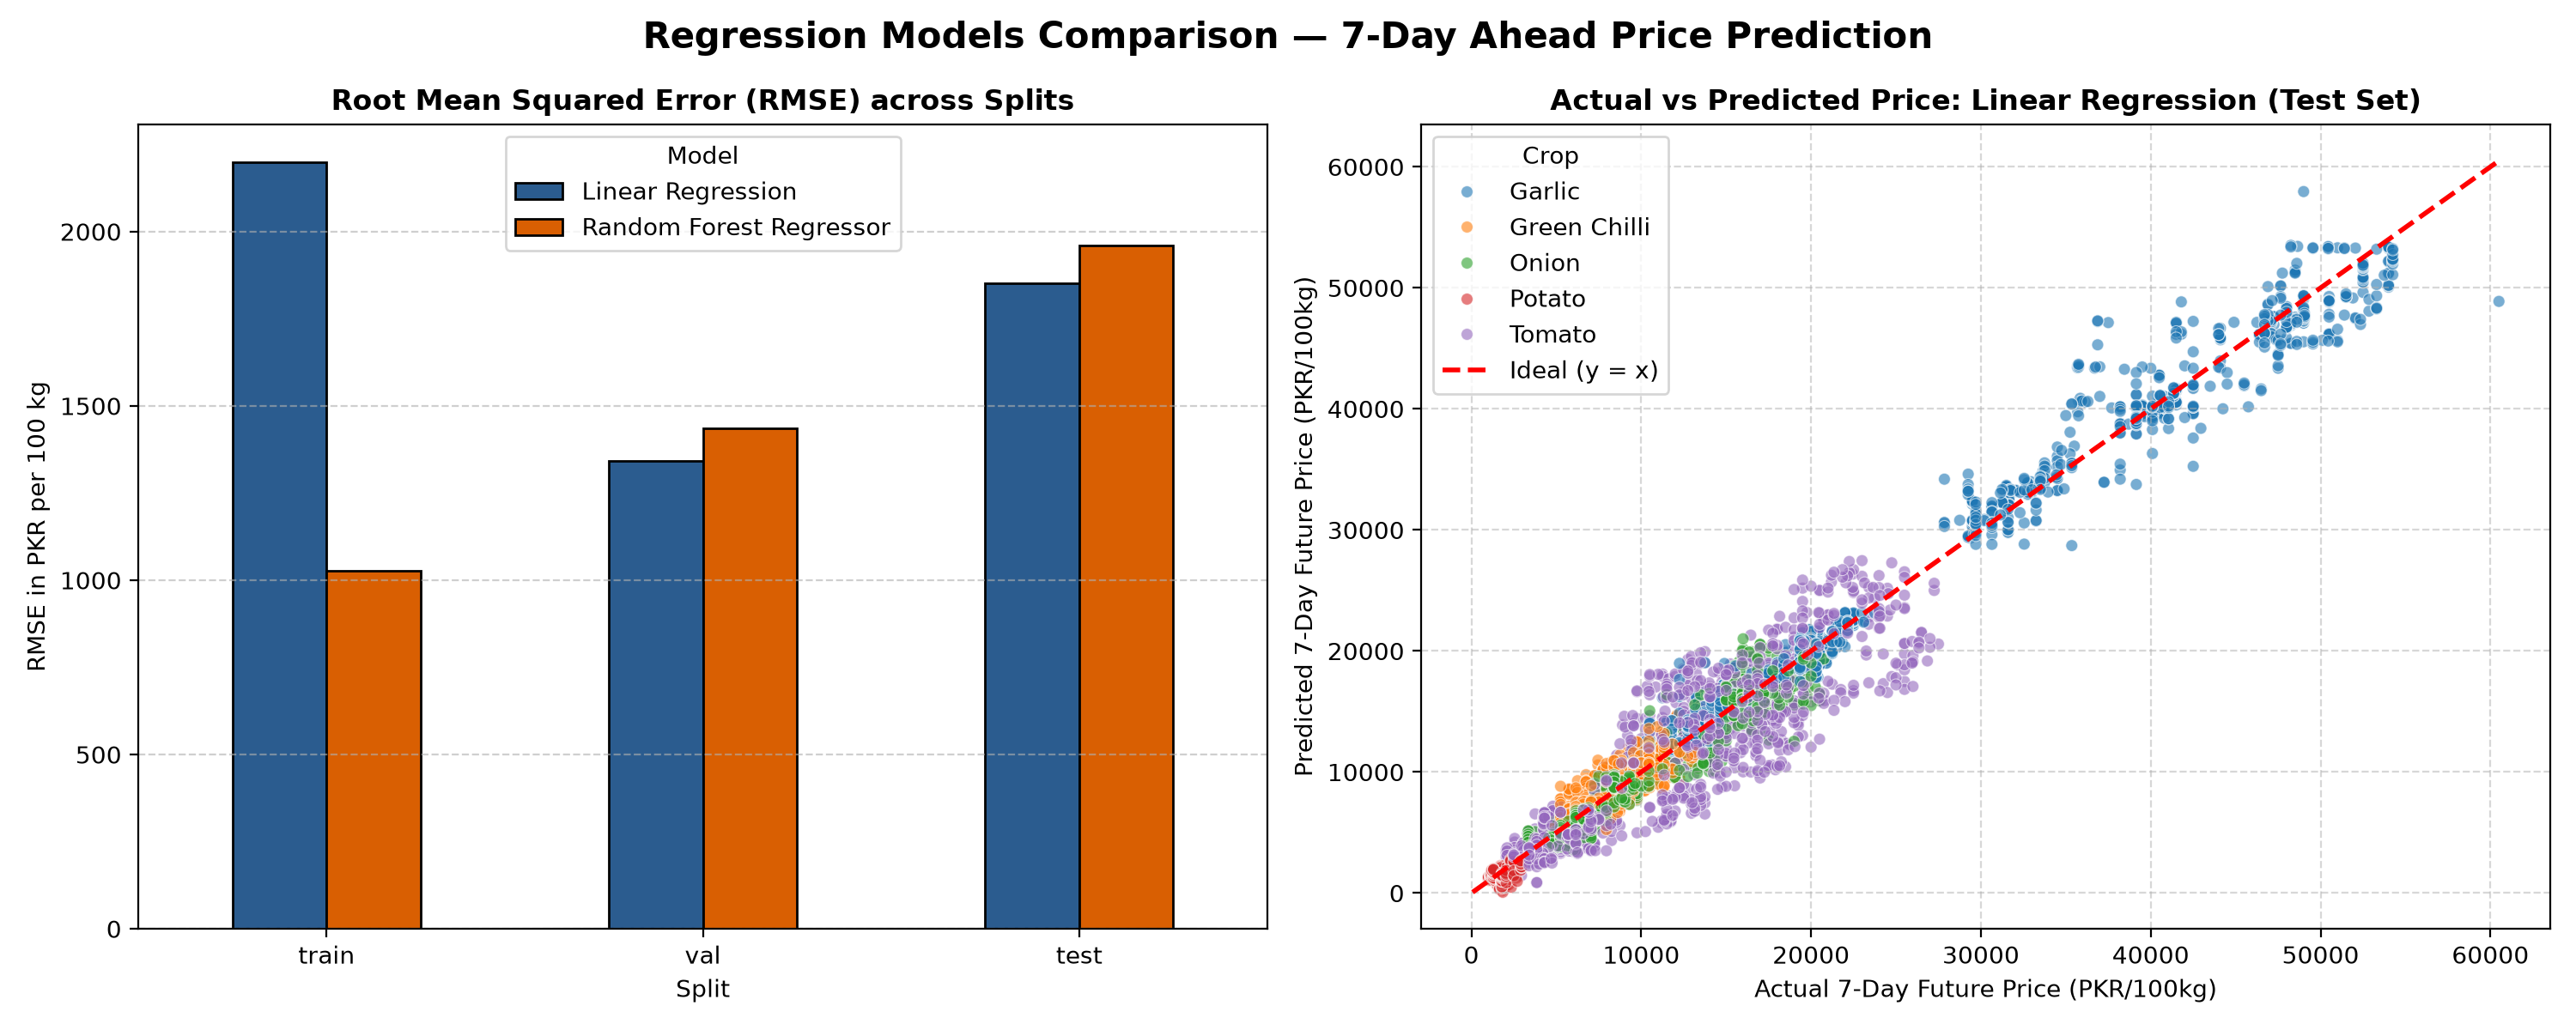 Regression Models Comparison — 7-Day Ahead Price Prediction
Root Mean Squared Error (RMSE) across Splits
Model
Linear Regression
Random Forest Regressor
RMSE in PKR per 100 kg
2000
1500
1000
500
0
train
val
test
Split
Actual vs Predicted Price: Linear Regression (Test Set)
Crop
Garlic
Green Chilli
Onion
Potato
Tomato
Ideal (y = x)
Predicted 7-Day Future Price (PKR/100kg)
60000
50000
40000
30000
20000
10000
0
0
10000
20000
30000
40000
50000
60000
Actual 7-Day Future Price (PKR/100kg)